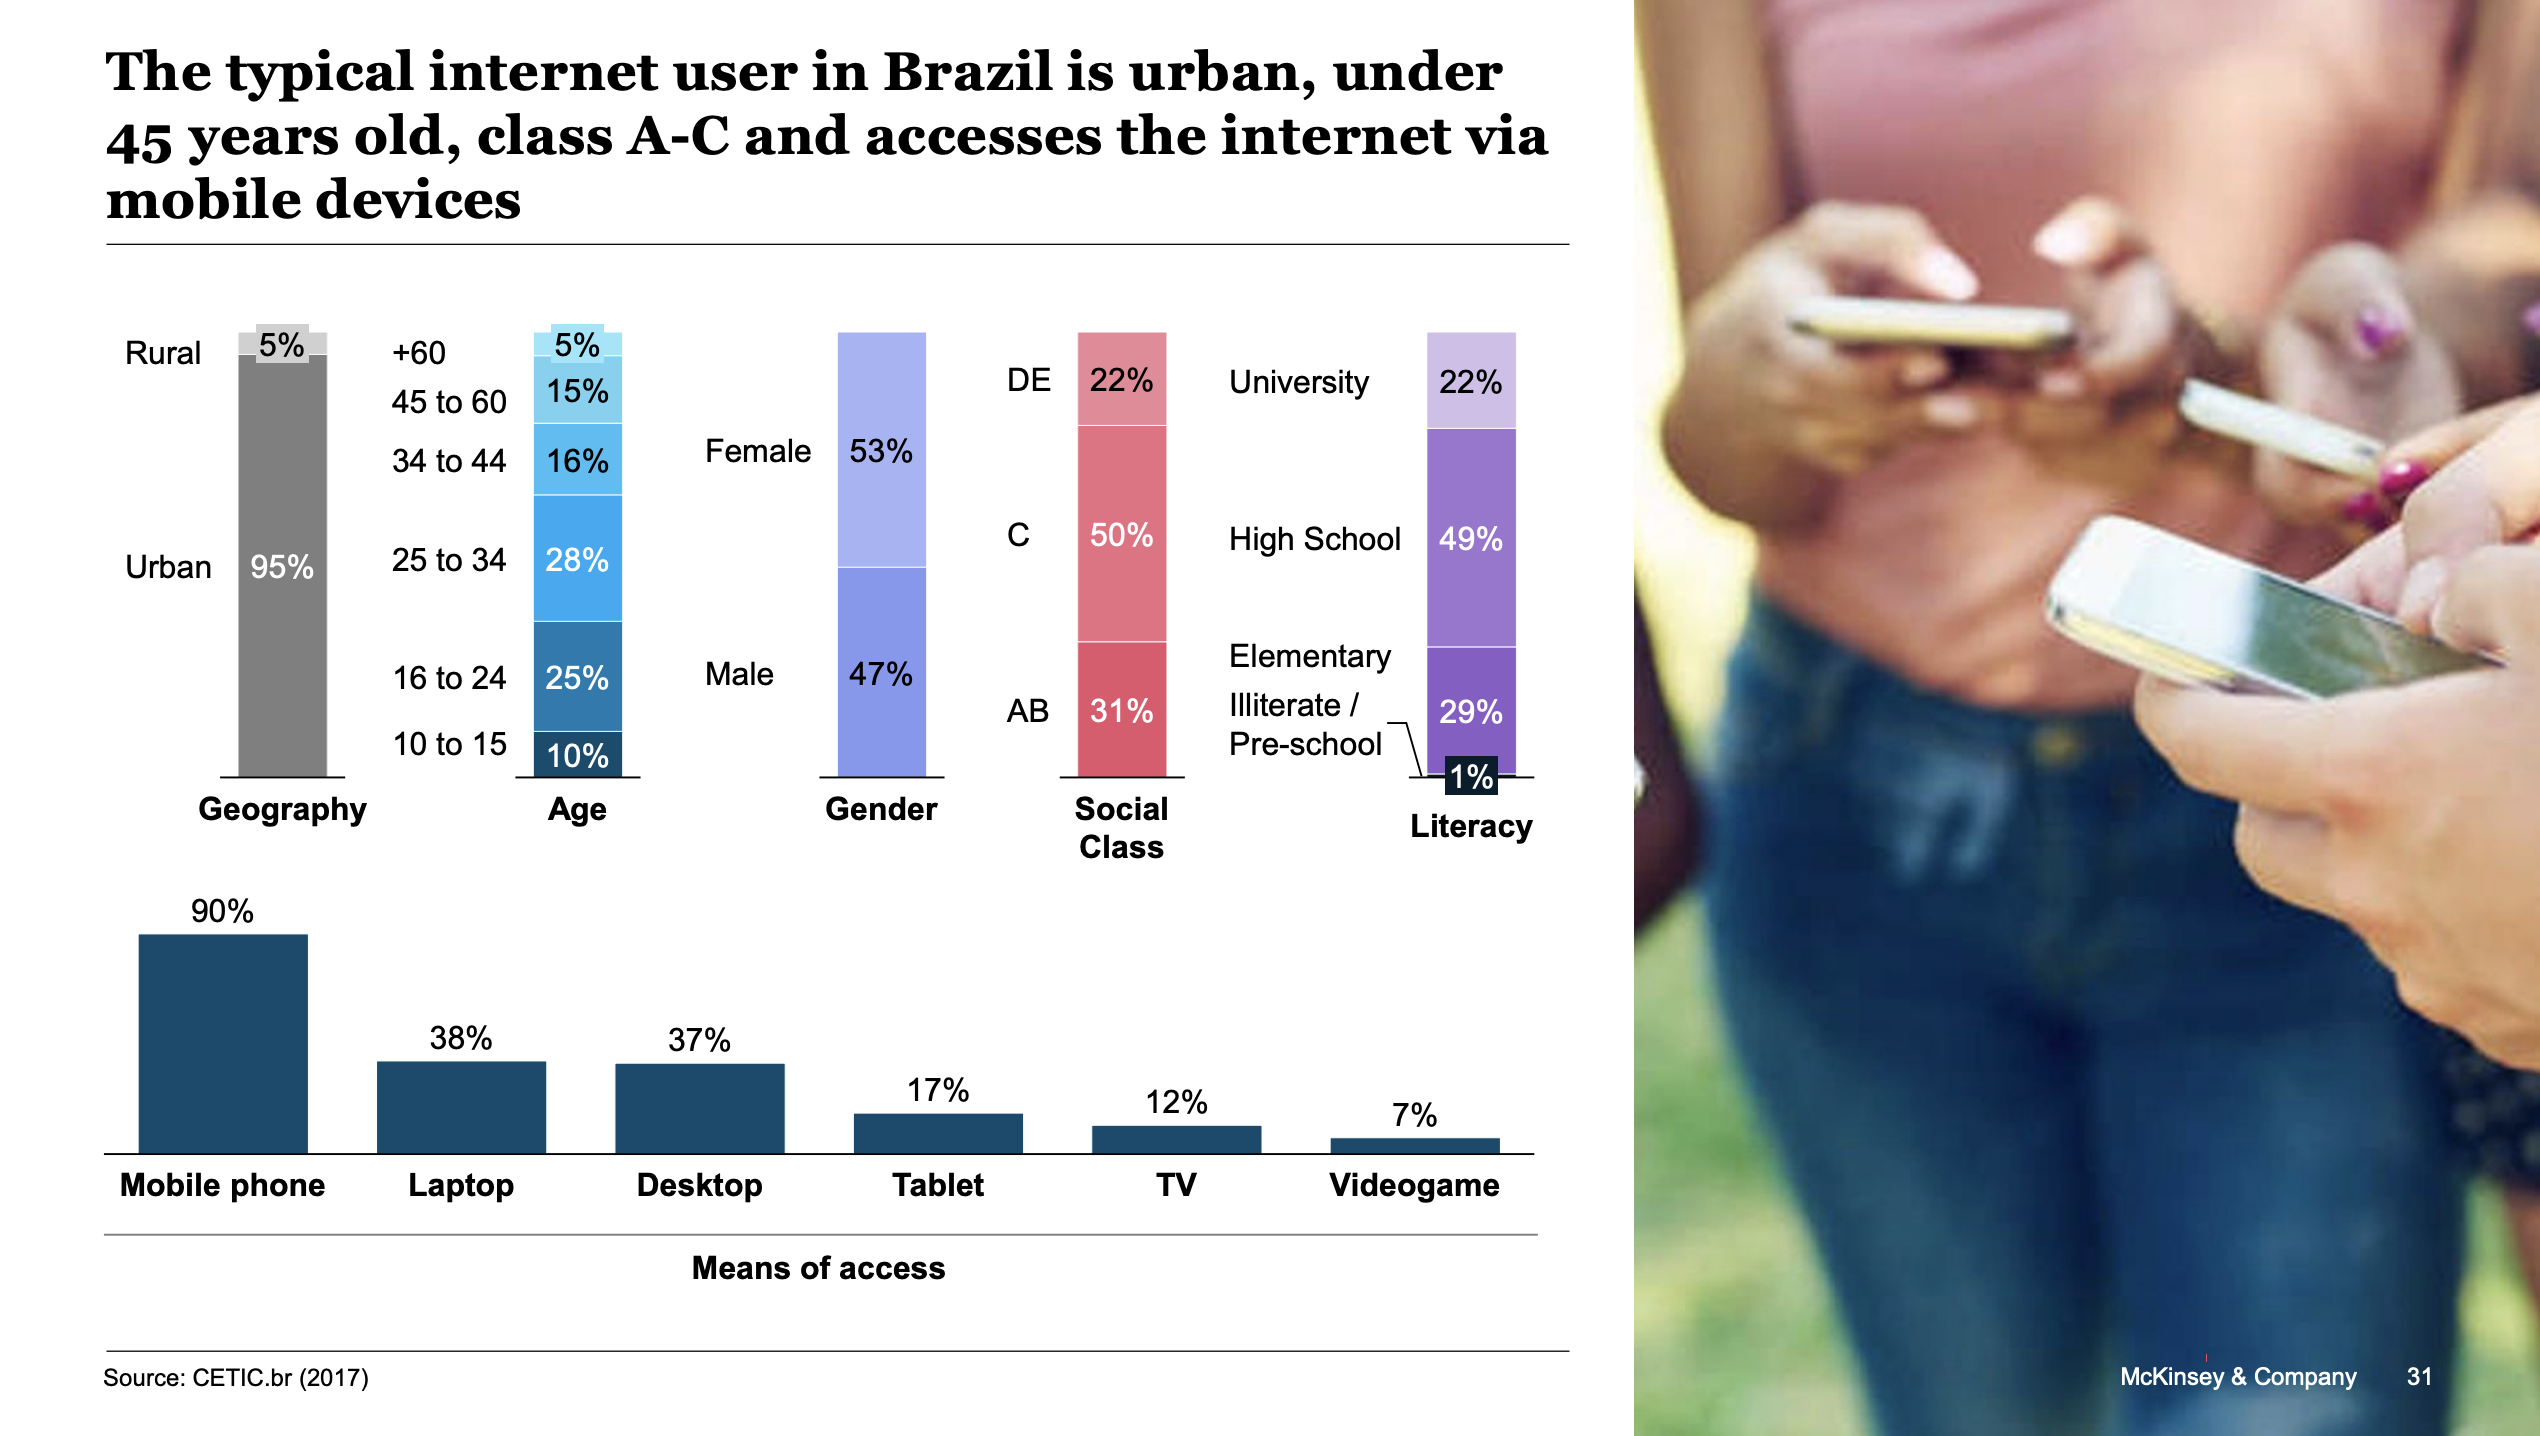 The typical internet user in Brazil is urban, under
45 years old, class A-C and accesses the internet via
mobile devices
Rural
5%
Urban
95%
Geography
+60
5%
45 to 60
15%
34 to 44
16%
25 to 34
28%
16 to 24
25%
10 to 15
10%
Age
Female
53%
Male
47%
Gender
DE
22%
C
50%
AB
31%
Social
Class
University
22%
High School
49%
Elementary
29%
Illiterate /
Pre-school
1%
Literacy
90%
38%
37%
17%
12%
7%
Mobile phone
Laptop
Desktop
Tablet
TV
Videogame
Means of access
Source: CETIC.br (2017)
McKinsey & Company
31